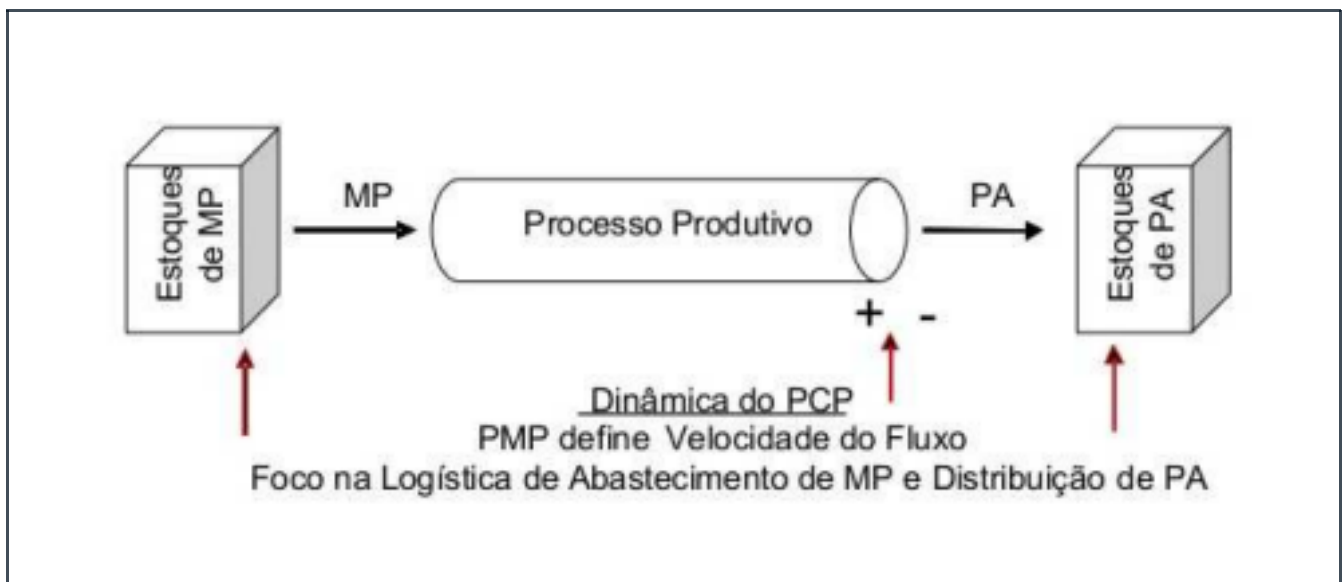 Estoques
de MP
MP
Processo Produtivo
PA
Estoques
de PA
+ -
Dinâmica do PCP
PMP define Velocidade do Fluxo
Foco na Logística de Abastecimento de MP e Distribuição de PA